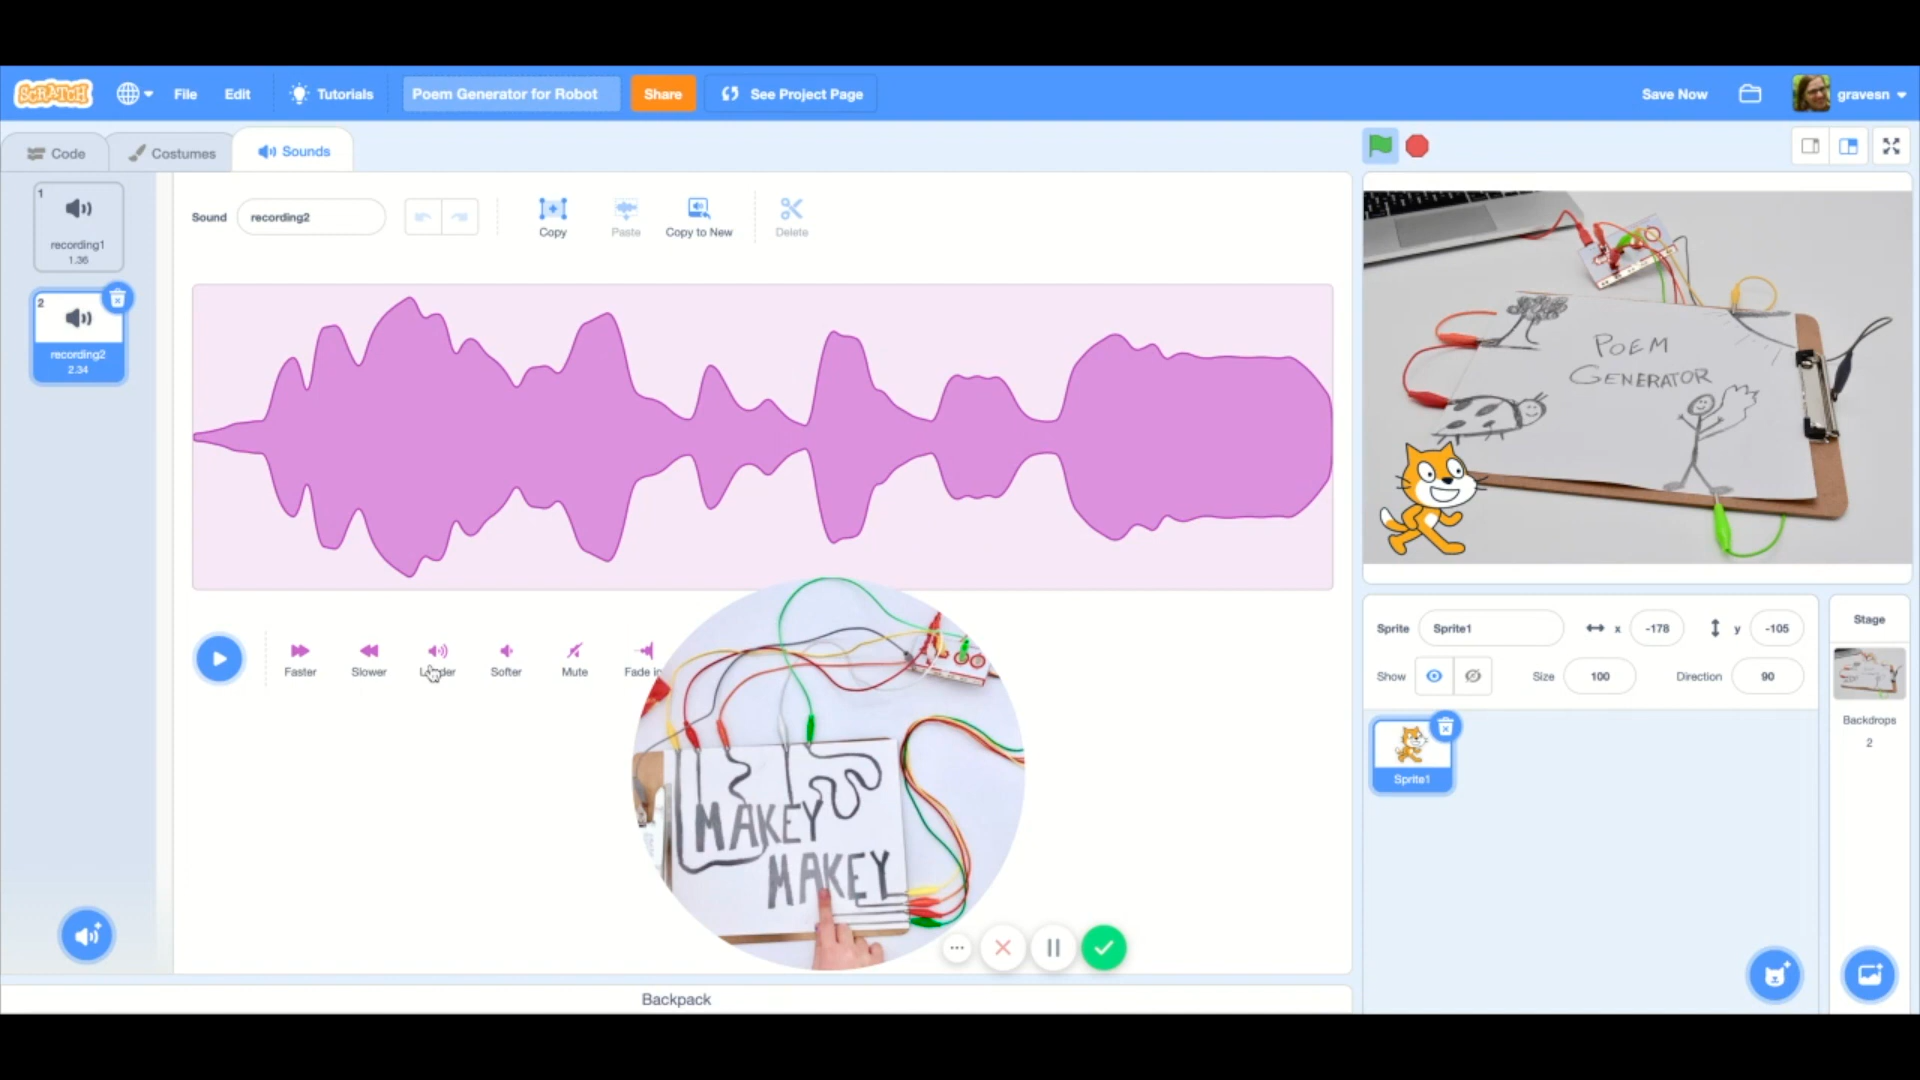 SCRATCH
File
Edit
Tutorials
Poem Generator for Robot
Share
See Project Page
Save Now
gravesn
Code
Costumes
Sounds
1
recording1
1.36
2
recording2
2.34
Sound
recording2
Copy
Paste
Copy to New
Delete
Faster
Slower
Louder
Softer
Mute
Fade in
MAKEY
MAKEY
Backpack
POEM
GENERATOR
Sprite
Sprite1
x
-178
y
-105
Show
Size
100
Direction
90
Sprite1
Stage
Backdrops
2